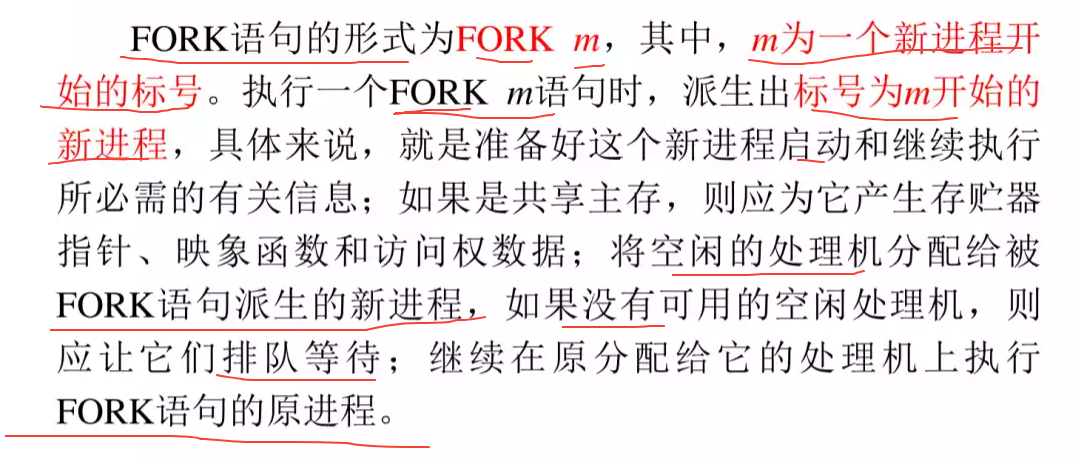 FORK语句的形式为FORK m，其中，m为一个新进程开
始的标号。执行一个FORK m语句时，派生出标号为m开始的
新进程，具体来说，就是准备好这个新进程启动和继续执行
所必需的有关信息；如果是共享主存，则应为它产生存贮器
指针、映象函数和访问权数据；将空闲的处理机分配给被
FORK语句派生的新进程，如果没有可用的空闲处理机，则
应让它们排队等待；继续在原分配给它的处理机上执行
FORK语句的原进程。